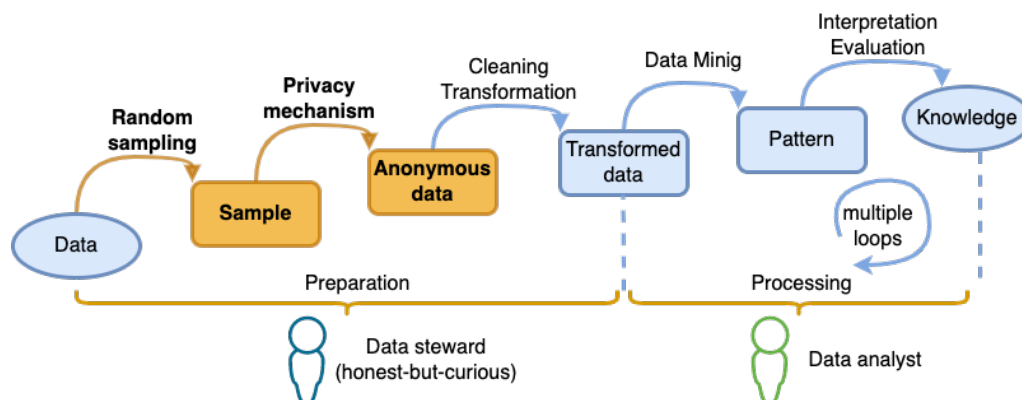 Interpretation
Evaluation
Data Minig
Cleaning
Transformation
Privacy
mechanism
Random
sampling
Knowledge
Pattern
Transformed
data
Anonymous
data
Sample
Data
multiple
loops
Preparation
Processing
Data steward
(honest-but-curious)
Data analyst